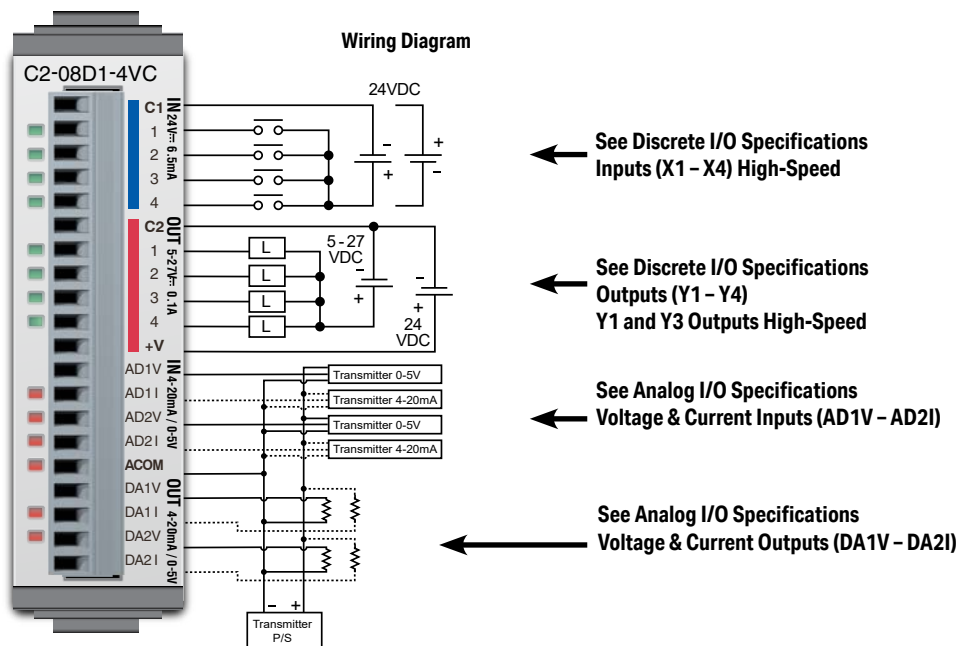 Wiring Diagram
C2-08D1-4VC
24VDC
C1
1
2
3
4
IN 24V⎓ 6.5mA
-
+
+
-
See Discrete I/O Specifications
Inputs (X1 – X4) High-Speed
C2
1
2
3
4
+V
OUT 5-27V⎓ 0.1A
L
L
L
L
5-27
VDC
-
+
-
+
24
VDC
See Discrete I/O Specifications
Outputs (Y1 – Y4)
Y1 and Y3 Outputs High-Speed
AD1V
AD1I
AD2V
AD2I
ACOM
IN 4-20mA / 0-5V
Transmitter 0-5V
Transmitter 4-20mA
Transmitter 0-5V
Transmitter 4-20mA
See Analog I/O Specifications
Voltage & Current Inputs (AD1V – AD2I)
DA1V
DA1I
DA2V
DA2I
OUT 4-20mA / 0-5V
See Analog I/O Specifications
Voltage & Current Outputs (DA1V – DA2I)
- +
Transmitter
P/S